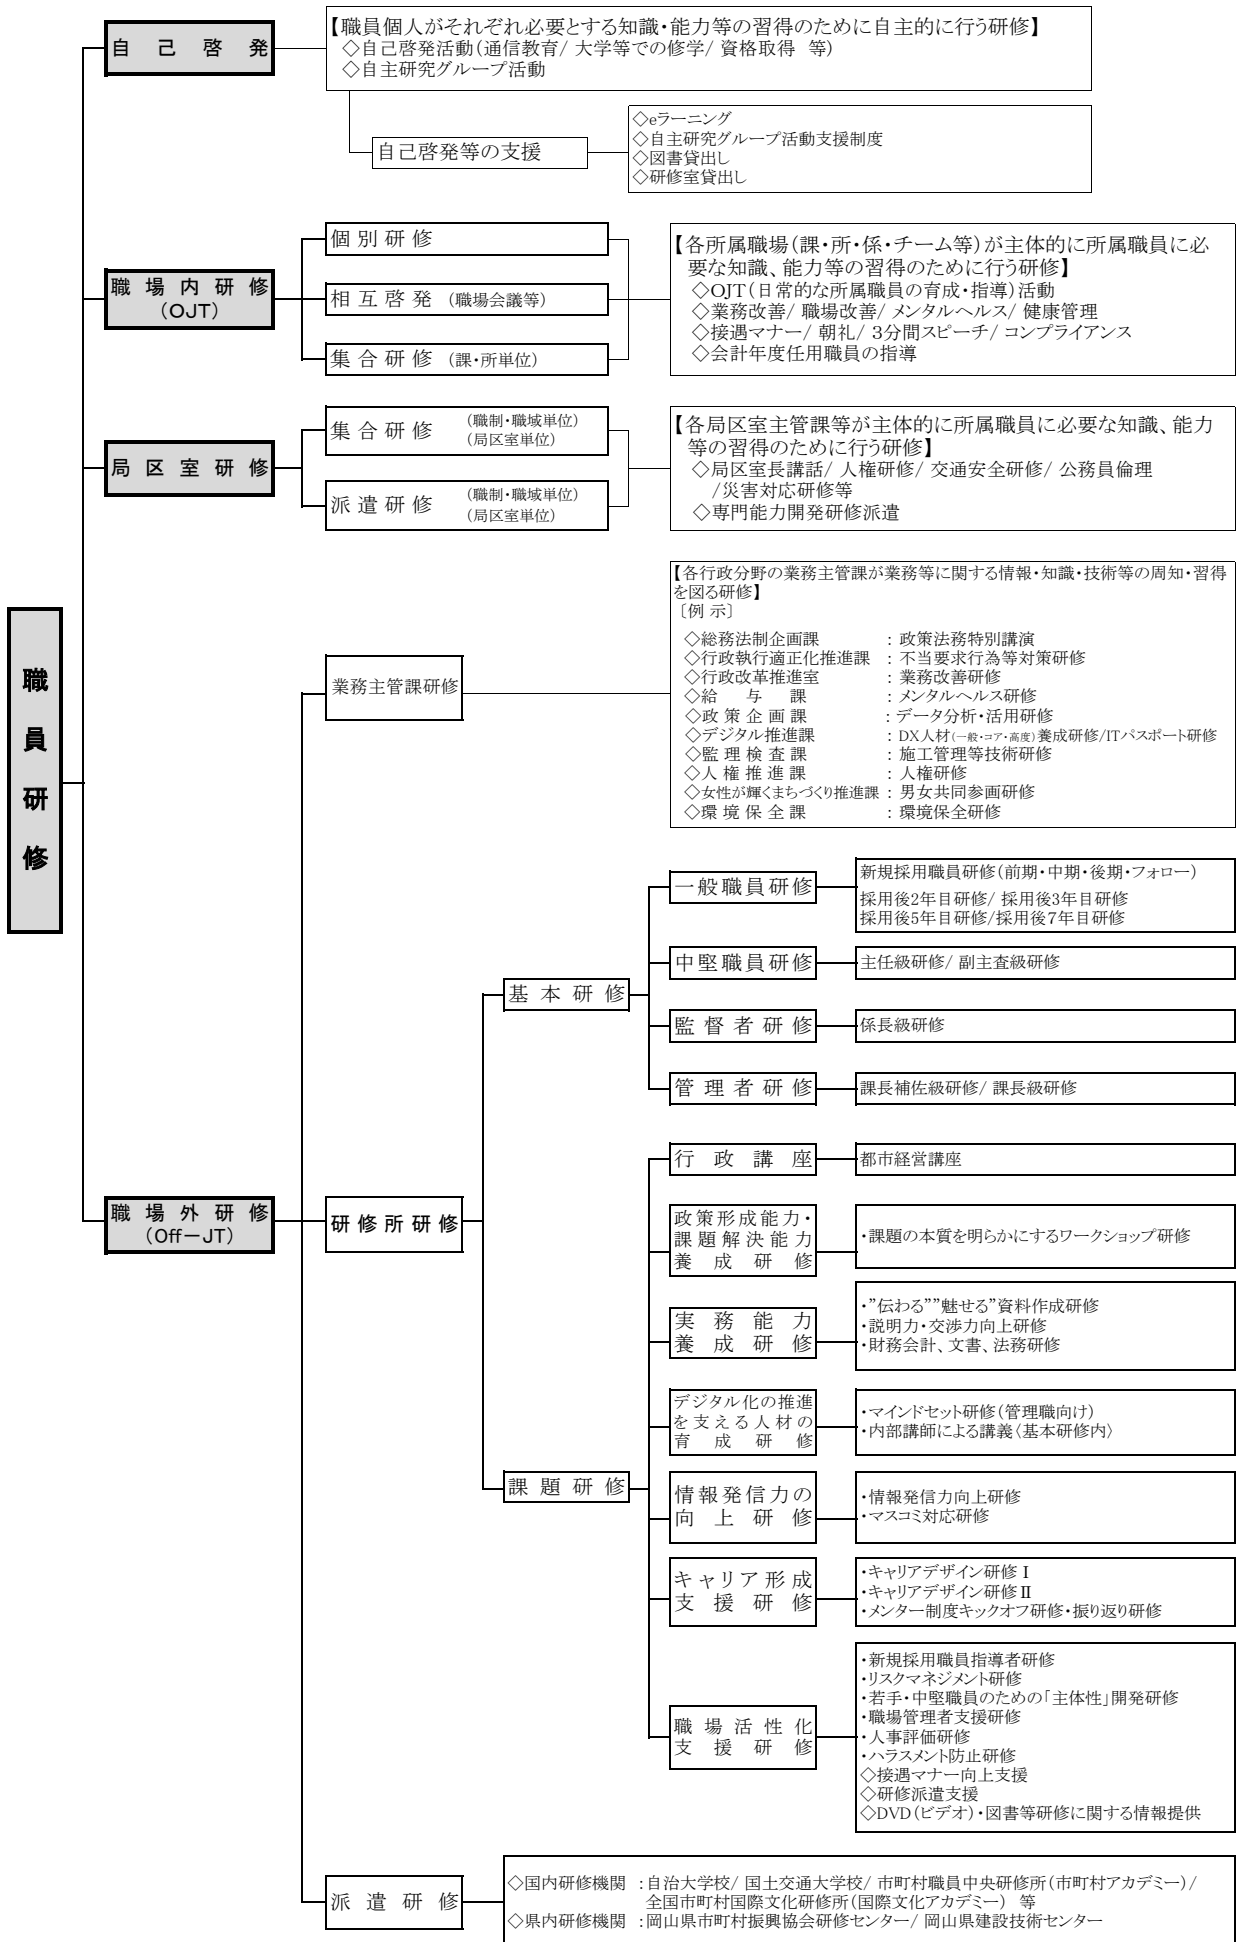 職員研修
自己啓発
【職員個人がそれぞれ必要とする知識・能力等の習得のために自主的に行う研修】
◇自己啓発活動(通信教育/ 大学等での修学/ 資格取得 等)
◇自主研究グループ活動
自己啓発等の支援
◇eラーニング
◇自主研究グループ活動支援制度
◇図書貸出し
◇研修室貸出し
職場内研修
(OJT)
個別研修
相互啓発 (職場会議等)
集合研修 (課・所単位)
【各所属職場(課・所・係・チーム等)が主体的に所属職員に必
要な知識、能力等の習得のために行う研修】
◇OJT(日常的な所属職員の育成・指導)活動
◇業務改善/ 職場改善/ メンタルヘルス/ 健康管理
◇接遇マナー/ 朝礼/ 3分間スピーチ/ コンプライアンス
◇会計年度任用職員の指導
局区室研修
集合研修 (職制・職域単位)
(局区室単位)
派遣研修 (職制・職域単位)
(局区室単位)
【各局区室主管課等が主体的に所属職員に必要な知識、能力
等の習得のために行う研修】
◇局区室長講話/ 人権研修/ 交通安全研修/ 公務員倫理
/災害対応研修等
◇専門能力開発研修派遣
職場外研修
(Off－JT)
業務主管課研修
【各行政分野の業務主管課が業務等に関する情報・知識・技術等の周知・習得
を図る研修】
〔例 示〕
◇総務法制企画課 : 政策法務特別講演
◇行政執行適正化推進課 : 不当要求行為等対策研修
◇行政改革推進室 : 業務改善研修
◇給与課 : メンタルヘルス研修
◇政策企画課 : データ分析・活用研修
◇デジタル推進課 : DX人材(一般・コア・高度)養成研修/ITパスポート研修
◇監理検査課 : 施工管理等技術研修
◇人権推進課 : 人権研修
◇女性が輝くまちづくり推進課 : 男女共同参画研修
◇環境保全課 : 環境保全研修
研修所研修
基本研修
一般職員研修
新規採用職員研修(前期・中期・後期・フォロー)
採用後2年目研修/ 採用後3年目研修
採用後5年目研修/採用後7年目研修
中堅職員研修
主任級研修/ 副主査級研修
監督者研修
係長級研修
管理者研修
課長補佐級研修/ 課長級研修
課題研修
行政講座
都市経営講座
政策形成能力・
課題解決能力
養成研修
・課題の本質を明らかにするワークショップ研修
実務能力
養成研修
・”伝わる””魅せる”資料作成研修
・説明力・交渉力向上研修
・財務会計、文書、法務研修
デジタル化の推進
を支える人材の
育成研修
・マインドセット研修(管理職向け)
・内部講師による講義〈基本研修内〉
情報発信力の
向上研修
・情報発信力向上研修
・マスコミ対応研修
キャリア形成
支援研修
・キャリアデザイン研修Ⅰ
・キャリアデザイン研修Ⅱ
・メンター制度キックオフ研修・振り返り研修
職場活性化
支援研修
・新規採用職員指導者研修
・リスクマネジメント研修
・若手・中堅職員のための「主体性」開発研修
・職場管理者支援研修
・人事評価研修
・ハラスメント防止研修
◇接遇マナー向上支援
◇研修派遣支援
◇DVD(ビデオ)・図書等研修に関する情報提供
派遣研修
◇国内研修機関 :自治大学校/ 国土交通大学校/ 市町村職員中央研修所(市町村アカデミー)/
全国市町村国際文化研修所(国際文化アカデミー) 等
◇県内研修機関 :岡山県市町村振興協会研修センター/ 岡山県建設技術センター